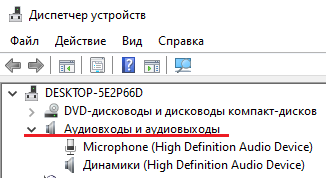 Диспетчер устройств
Файл Действие Вид Справка
DESKTOP-5E2P66D
DVD-дисководы и дисководы компакт-дисков
Аудиовходы и аудиовыходы
Microphone (High Definition Audio Device)
Динамики (High Definition Audio Device)